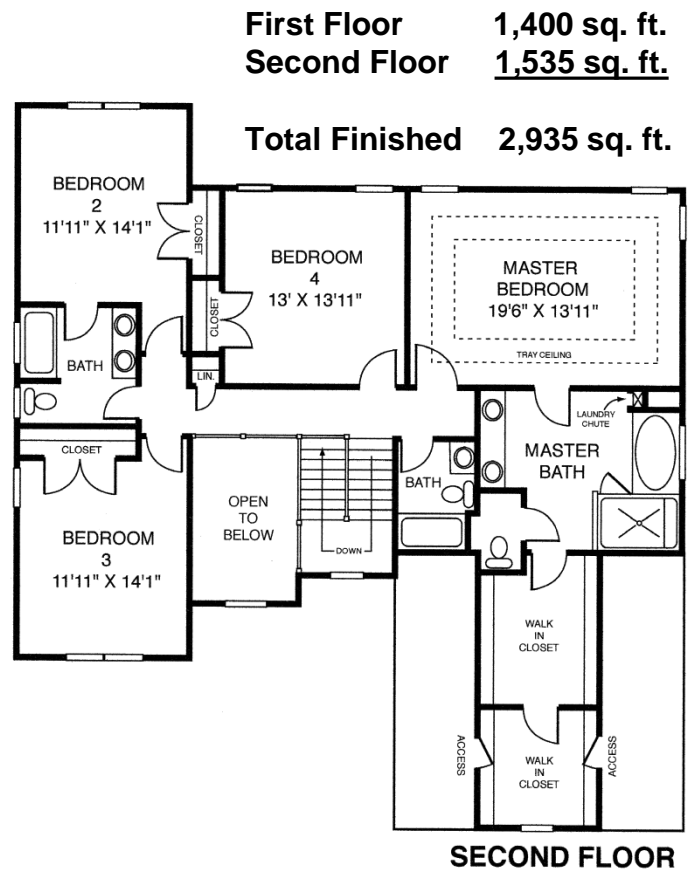 First Floor 1,400 sq. ft.
Second Floor 1,535 sq. ft.
Total Finished 2,935 sq. ft.
BEDROOM
2
11'11" X 14'1"
CLOSET
BEDROOM
4
13' X 13'11"
CLOSET
MASTER
BEDROOM
19'6" X 13'11"
TRAY CEILING
BATH
LIN.
LAUNDRY
CHUTE
MASTER
BATH
CLOSET
BATH
OPEN
TO
BELOW
DOWN
BEDROOM
3
11'11" X 14'1"
WALK
IN
CLOSET
ACCESS
WALK
IN
CLOSET
ACCESS
SECOND FLOOR